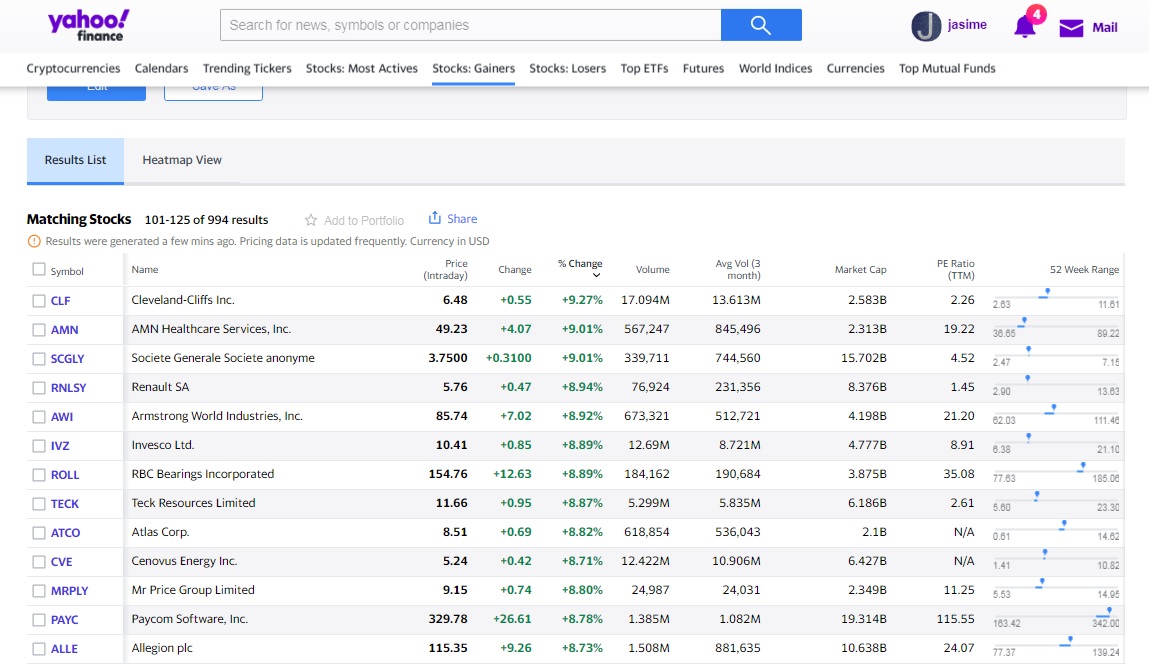 yahoo!
finance
Search for news, symbols or companies
J
jasime
4
Mail
Cryptocurrencies Calendars Trending Tickers Stocks: Most Actives Stocks: Gainers Stocks: Losers Top ETFs Futures World Indices Currencies Top Mutual Funds
Edit Save As
Results List Heatmap View
Matching Stocks 101-125 of 994 results Add to Portfolio Share
Results were generated a few mins ago. Pricing data is updated frequently. Currency in USD
Symbol Name Price (Intraday) Change % Change Volume Avg Vol (3 month) Market Cap PE Ratio (TTM) 52 Week Range
CLF Cleveland-Cliffs Inc. 6.48 +0.55 +9.27% 17.094M 13.613M 2.583B 2.26 2.63 11.61
AMN AMN Healthcare Services, Inc. 49.23 +4.07 +9.01% 567,247 845,496 2.313B 19.22 36.65 89.22
SCGLY Societe Generale Societe anonyme 3.7500 +0.3100 +9.01% 339,711 744,560 15.702B 4.52 2.47 7.15
RNLSY Renault SA 5.76 +0.47 +8.94% 76,924 231,356 8.376B 1.45 2.90 13.63
AWI Armstrong World Industries, Inc. 85.74 +7.02 +8.92% 673,321 512,721 4.198B 21.20 62.03 111.46
IVZ Invesco Ltd. 10.41 +0.85 +8.89% 12.69M 8.721M 4.777B 8.91 6.38 21.10
ROLL RBC Bearings Incorporated 154.76 +12.63 +8.89% 184,162 190,684 3.875B 35.08 77.63 185.06
TECK Teck Resources Limited 11.66 +0.95 +8.87% 5.299M 5.835M 6.186B 2.61 5.60 23.30
ATCO Atlas Corp. 8.51 +0.69 +8.82% 618,854 536,043 2.1B N/A 0.61 14.62
CVE Cenovus Energy Inc. 5.24 +0.42 +8.71% 12.422M 10.906M 6.427B N/A 1.41 10.82
MRPLY Mr Price Group Limited 9.15 +0.74 +8.80% 24,987 24,031 2.349B 11.25 5.53 14.95
PAYC Paycom Software, Inc. 329.78 +26.61 +8.78% 1.385M 1.082M 19.314B 115.55 163.42 342.00
ALLE Allegion plc 115.35 +9.26 +8.73% 1.508M 881,635 10.638B 24.07 77.37 139.24